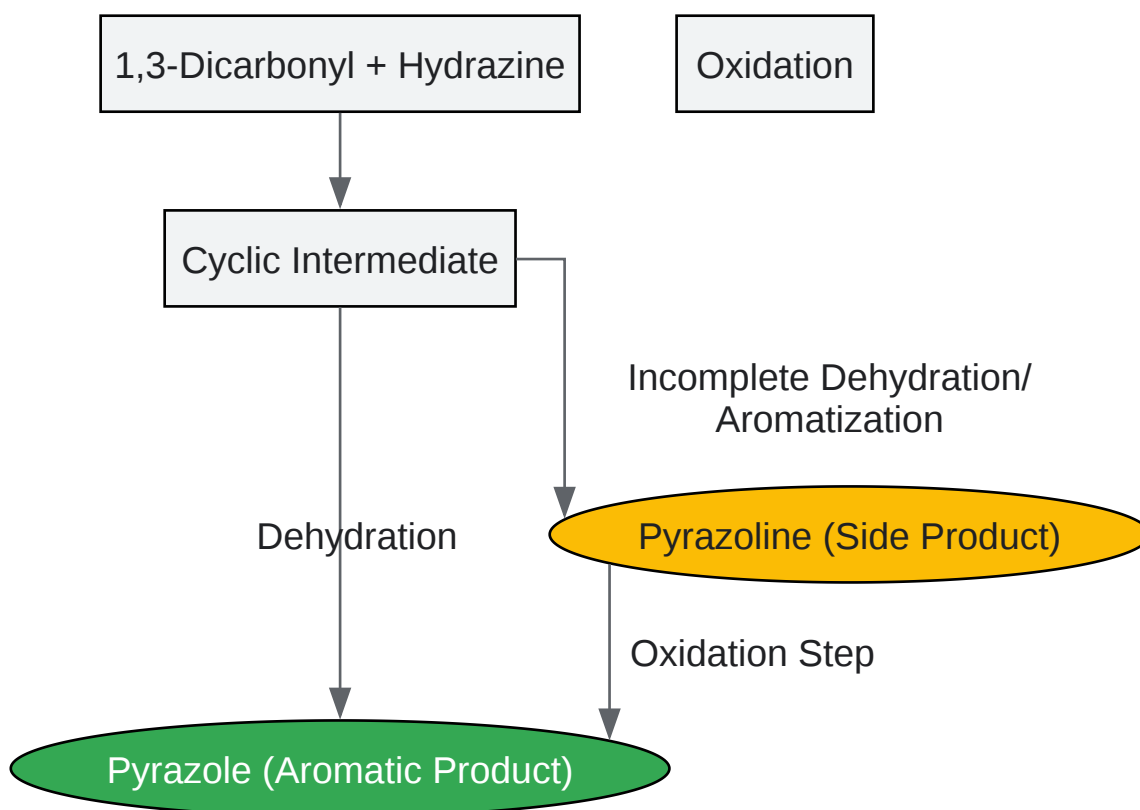 1,3-Dicarbonyl + Hydrazine
Oxidation
Cyclic Intermediate
Incomplete Dehydration/
Aromatization
Dehydration
Pyrazoline (Side Product)
Oxidation Step
Pyrazole (Aromatic Product)